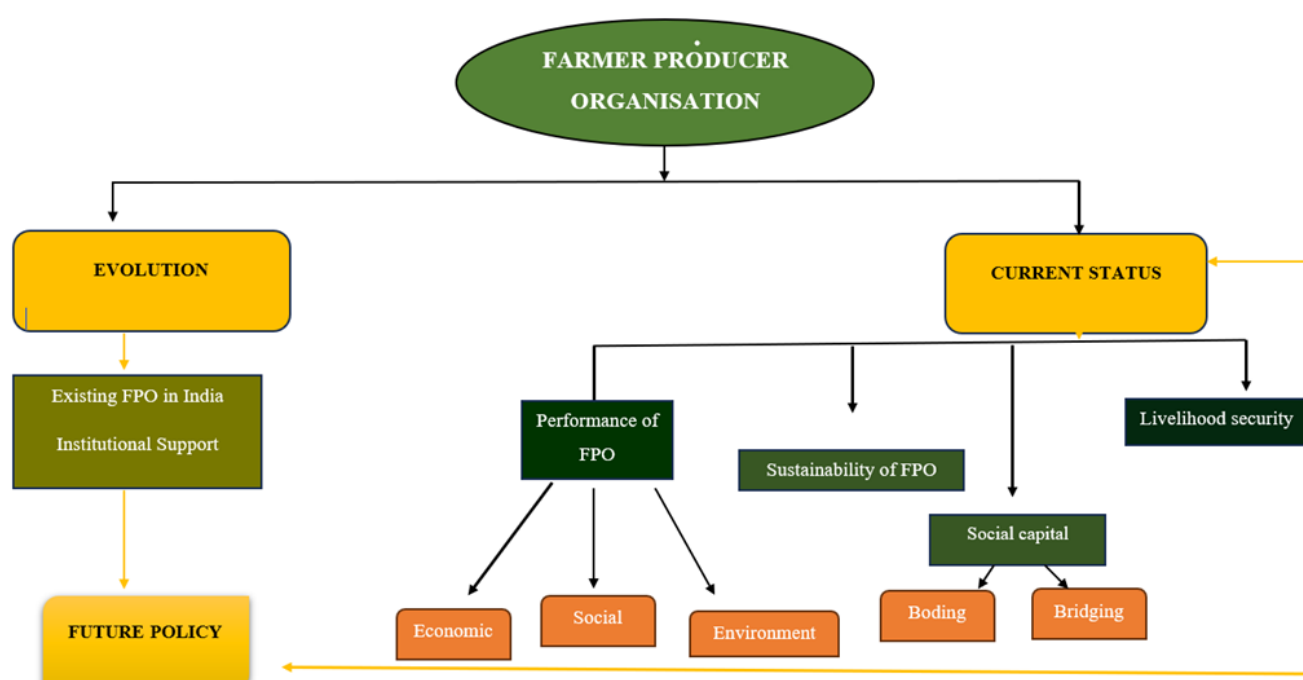 FARMER PRODUCER
ORGANISATION
EVOLUTION
CURRENT STATUS
Existing FPO in India
Institutional Support
Performance of
FPO
Sustainability of FPO
Livelihood security
Social capital
Economic
Social
Environment
Boding
Bridging
FUTURE POLICY